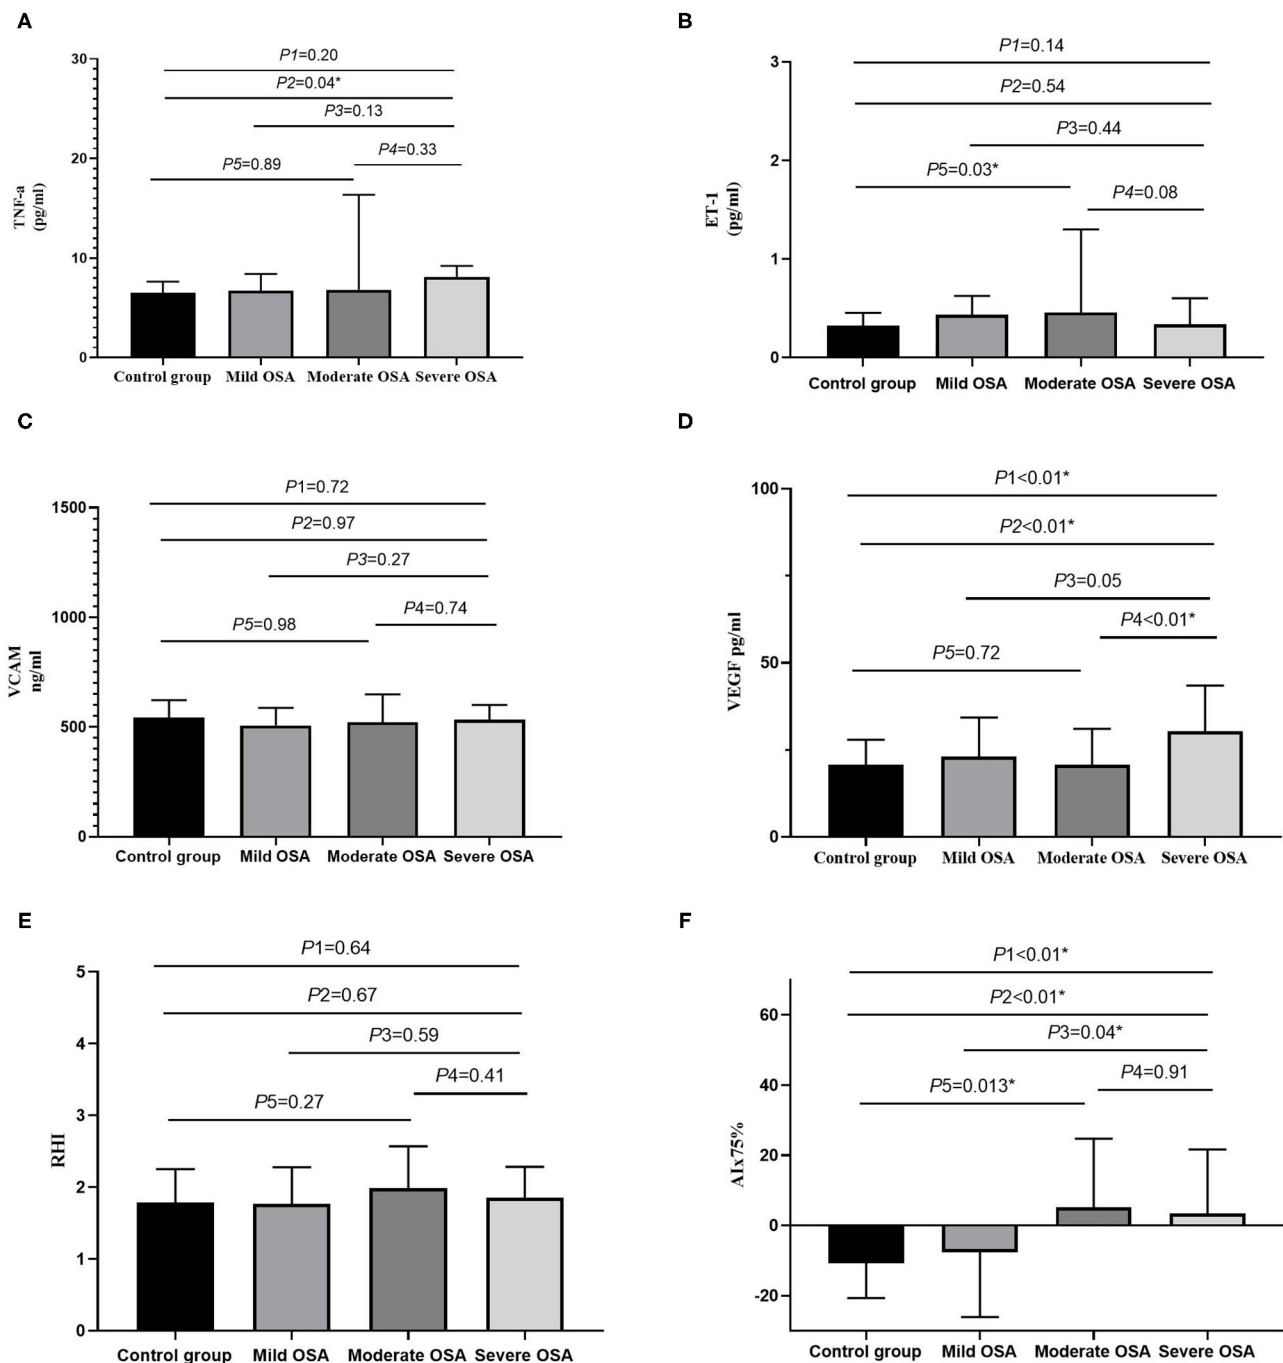 A
TNF-a
(pg/ml)
30
20
10
0
P1=0.20
P2=0.04*
P3=0.13
P4=0.33
P5=0.89
Control group
Mild OSA
Moderate OSA
Severe OSA
B
ET-1
(pg/ml)
3
2
1
0
P1=0.14
P2=0.54
P3=0.44
P5=0.03*
P4=0.08
Control group
Mild OSA
Moderate OSA
Severe OSA
C
VCAM
ng/ml
1500
1000
500
0
P1=0.72
P2=0.97
P3=0.27
P4=0.74
P5=0.98
Control group
Mild OSA
Moderate OSA
Severe OSA
D
VEGF pg/ml
100
50
0
P1<0.01*
P2<0.01*
P3=0.05
P4<0.01*
P5=0.72
Control group
Mild OSA
Moderate OSA
Severe OSA
E
RHI
5
4
3
2
1
0
P1=0.64
P2=0.67
P3=0.59
P4=0.41
P5=0.27
Control group
Mild OSA
Moderate OSA
Severe OSA
F
AIx75%
60
40
20
0
-20
P1<0.01*
P2<0.01*
P3=0.04*
P4=0.91
P5=0.013*
Control group
Mild OSA
Moderate OSA
Severe OSA